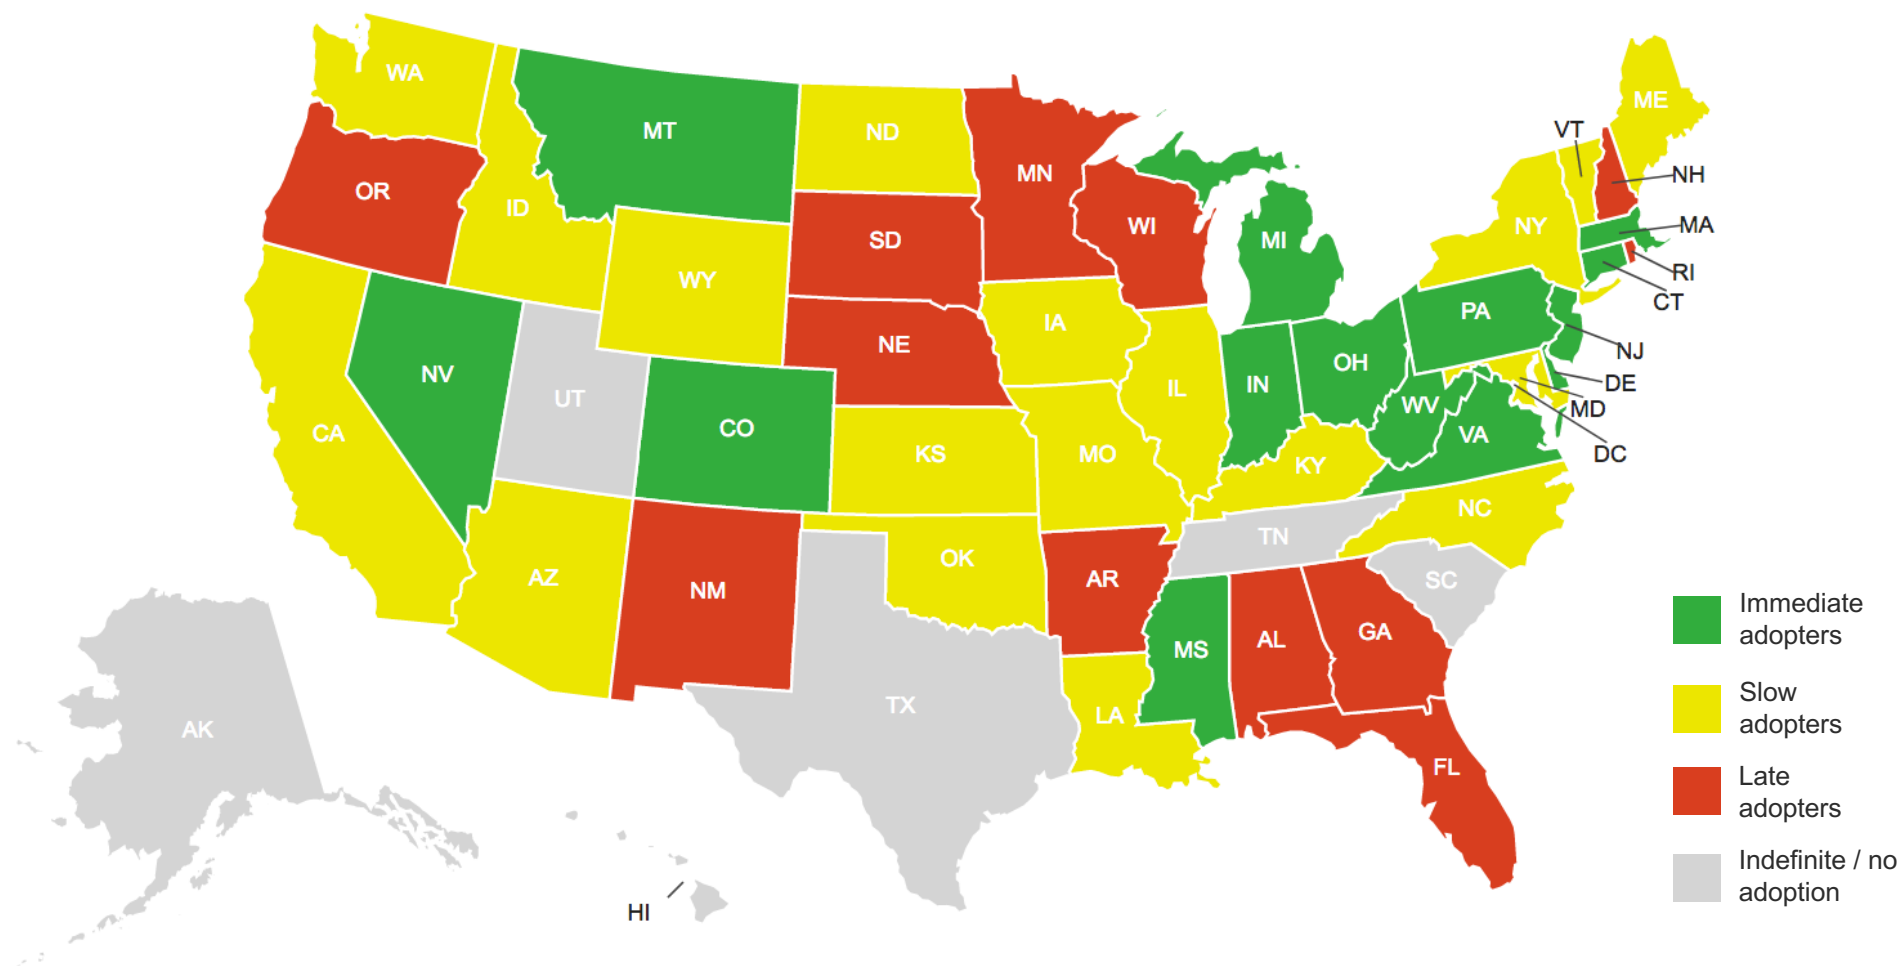 WA
MT
ND
MN
ME
VT
OR
ID
SD
WI
MI
NY
NH
MA
RI
CT
WY
NE
IA
PA
NJ
NV
UT
CO
IL
IN
OH
DE
MD
DC
CA
KS
MO
WV
VA
KY
NC
AZ
NM
OK
AR
TN
SC
TX
LA
MS
AL
GA
FL
AK
HI
Immediate
adopters
Slow
adopters
Late
adopters
Indefinite / no
adoption